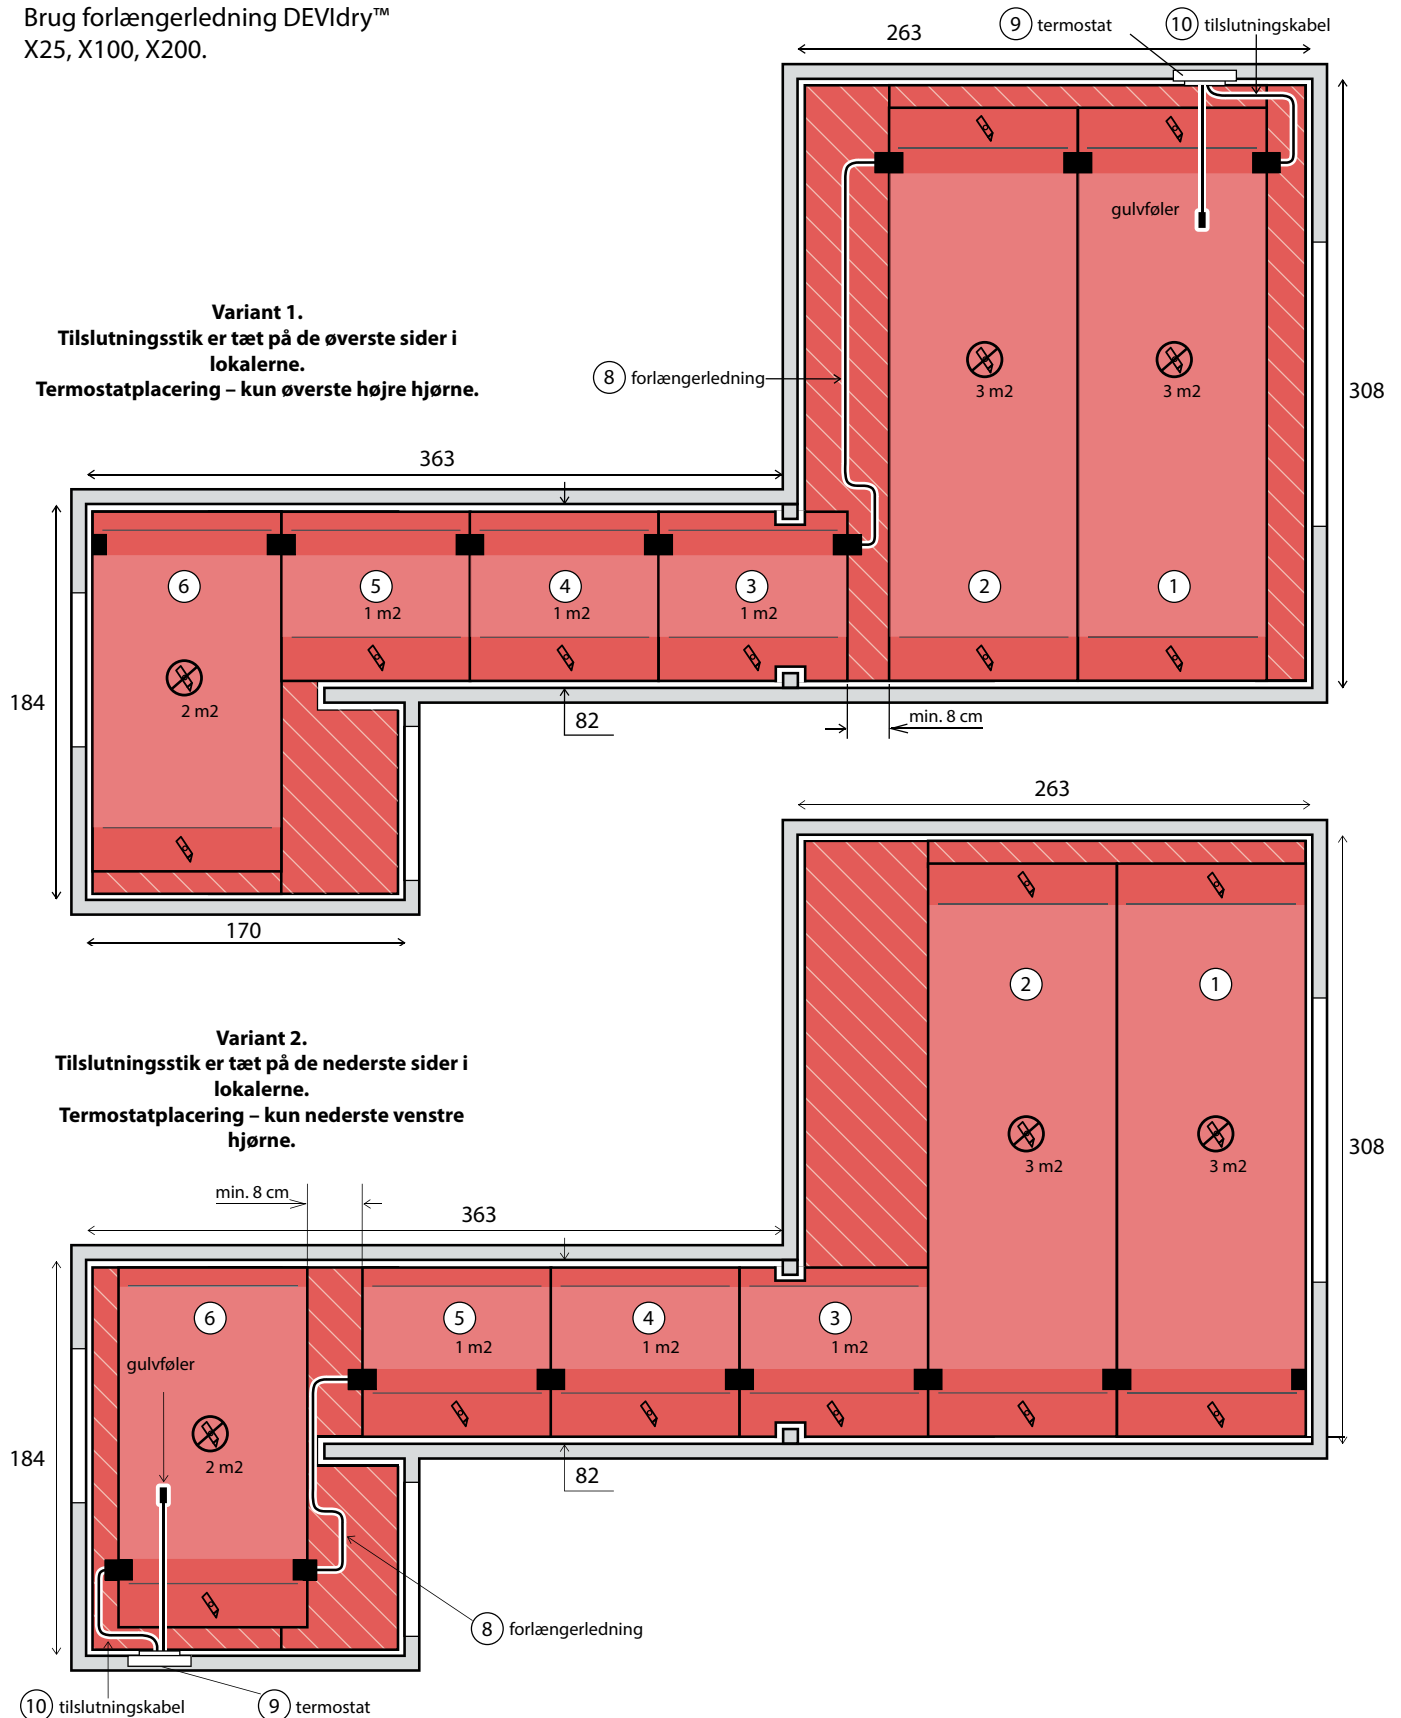 Brug forlængerledning DEVIdry™
X25, X100, X200.
263
9 termostat
10 tilslutningskabel
gulvføler
Variant 1.
Tilslutningsstik er tæt på de øverste sider i
lokalerne.
Termostatplacering – kun øverste højre hjørne.
8 forlængerledning
3 m2
3 m2
308
363
6
5
4
3
2
1
1 m2
1 m2
1 m2
184
2 m2
82
min. 8 cm
170
263
2
1
Variant 2.
Tilslutningsstik er tæt på de nederste sider i
lokalerne.
Termostatplacering – kun nederste venstre
hjørne.
3 m2
3 m2
308
min. 8 cm
363
6
5
4
3
1 m2
1 m2
1 m2
gulvføler
184
2 m2
82
8 forlængerledning
10 tilslutningskabel
9 termostat